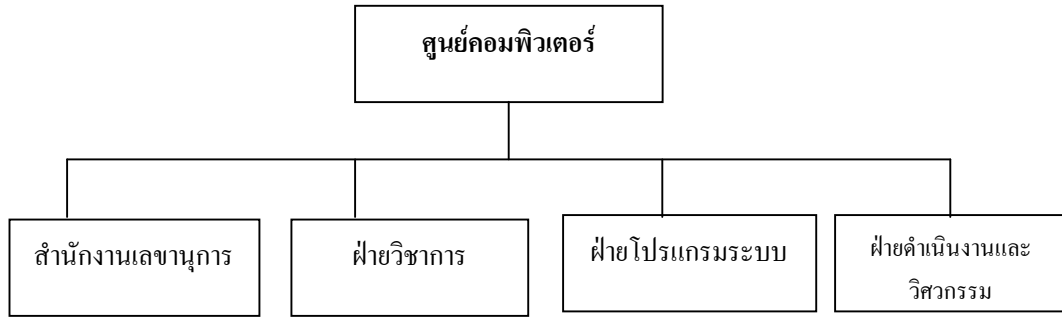 ศูนย์คอมพิวเตอร์
สำนักงานเลขานุการ
ฝ่ายวิชาการ
ฝ่ายโปรแกรมระบบ
ฝ่ายดำเนินงานและ
วิศวกรรม